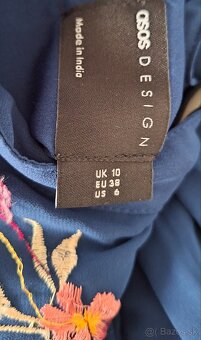 asos DESIGN
Made in India
UK 10
EU 38
US 6
© Bazos.sk